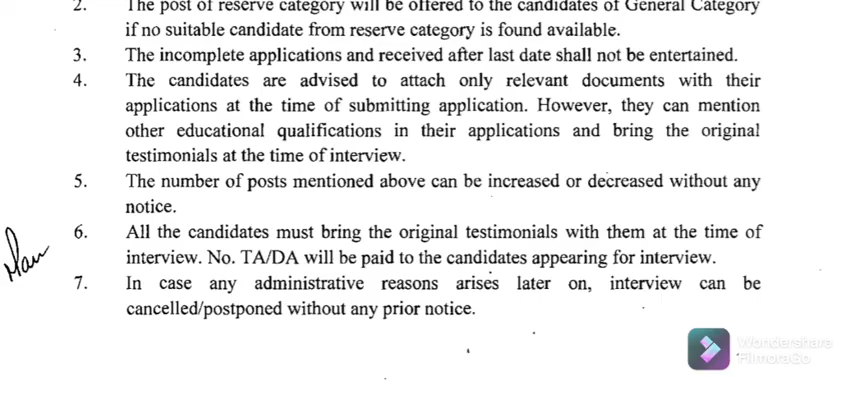 2. The post of reserve category will be offered to the candidates of General Category
if no suitable candidate from reserve category is found available.
3. The incomplete applications and received after last date shall not be entertained.
4. The candidates are advised to attach only relevant documents with their
applications at the time of submitting application. However, they can mention
other educational qualifications in their applications and bring the original
testimonials at the time of interview.
5. The number of posts mentioned above can be increased or decreased without any
notice.
6. All the candidates must bring the original testimonials with them at the time of
interview. No. TA/DA will be paid to the candidates appearing for interview.
7. In case any administrative reasons arises later on, interview can be
cancelled/postponed without any prior notice.
Wondershare
FilmoraGo